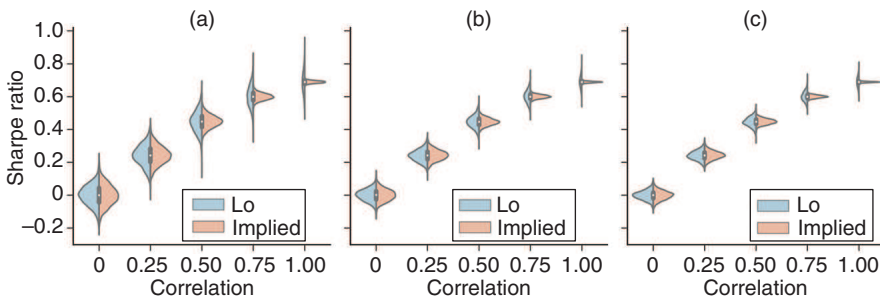 (a) (b) (c)
1.0
0.8
0.6
0.4
0.2
0
−0.2
Sharpe ratio
Lo
Implied
Lo
Implied
Lo
Implied
0 0.25 0.50 0.75 1.00
0 0.25 0.50 0.75 1.00
0 0.25 0.50 0.75 1.00
Correlation
Correlation
Correlation